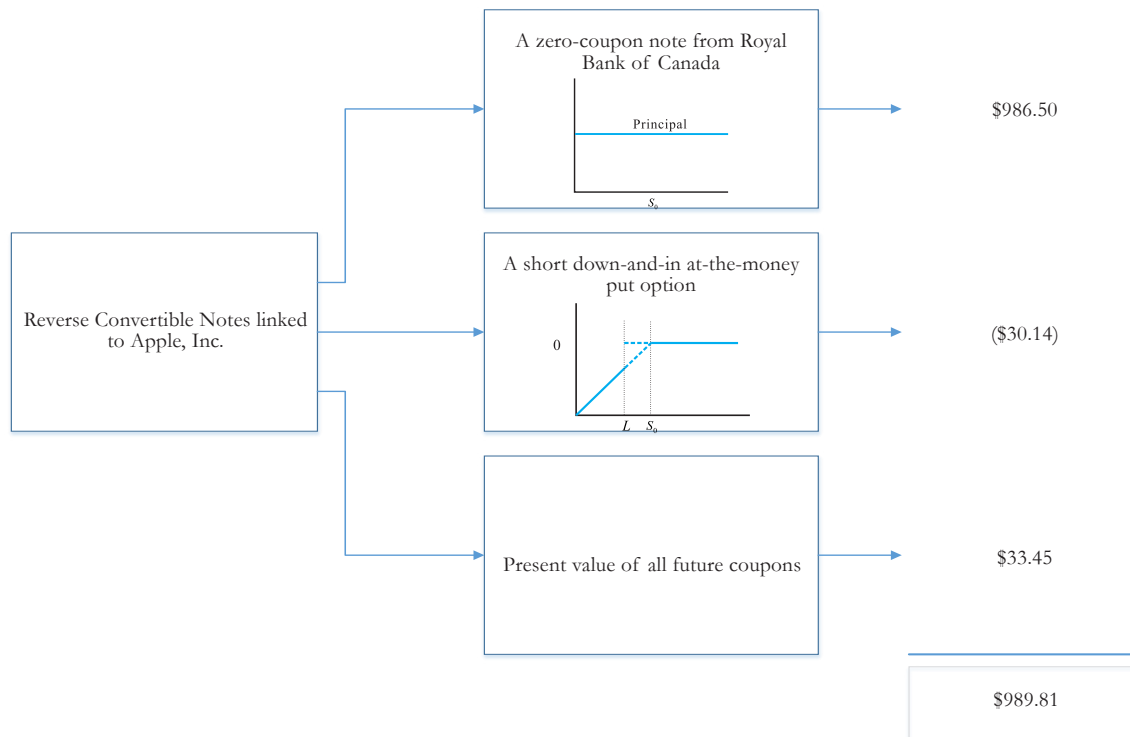 A zero-coupon note from Royal
Bank of Canada
Principal
S₀
$986.50
Reverse Convertible Notes linked
to Apple, Inc.
A short down-and-in at-the-money
put option
0
L S₀
($30.14)
Present value of all future coupons
$33.45
$989.81